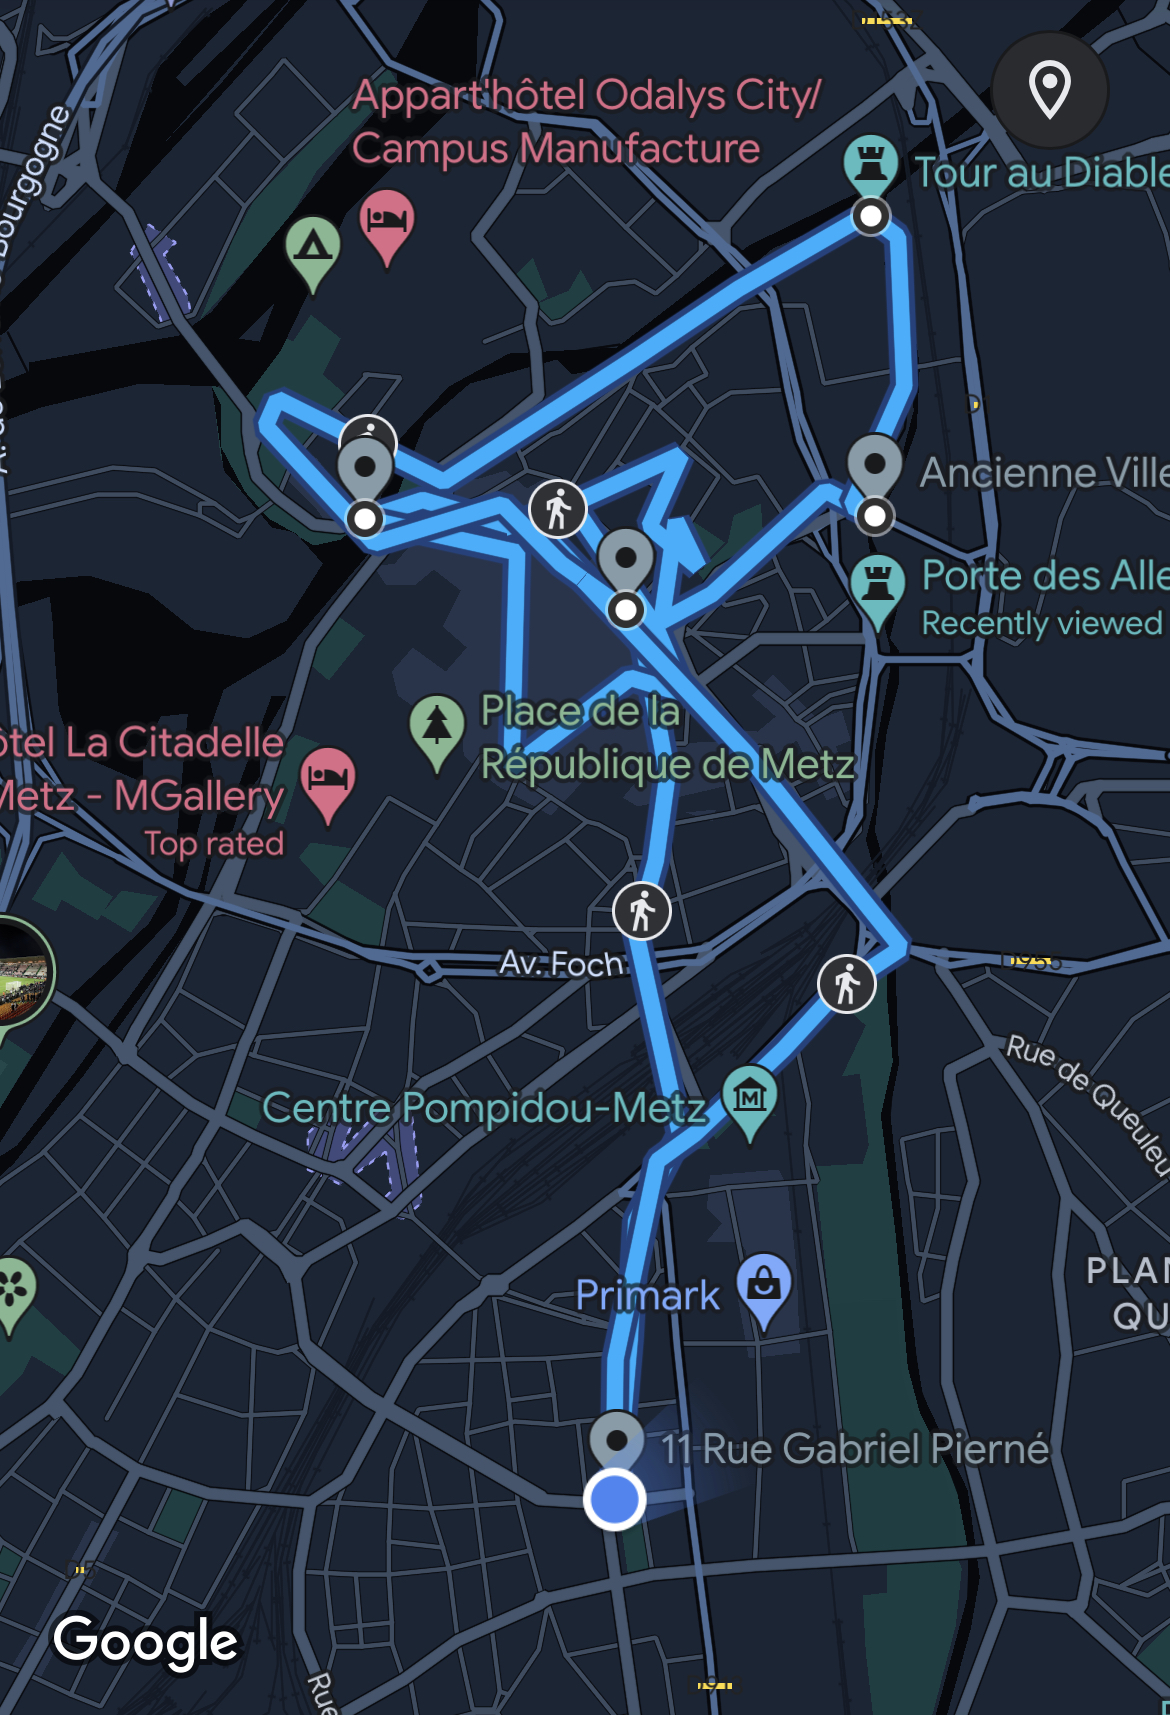 Appart'hôtel Odalys City/
Campus Manufacture
Tour au Diable
Bourgogne
Ancienne Ville
Porte des Alle
Recently viewed
Place de la
République de Metz
ôtel La Citadelle
Metz - MGallery
Top rated
Av. Foch
Rue de Queuleu
Centre Pompidou-Metz
PLAN
QU
Primark
11 Rue Gabriel Pierné
Google
Rue